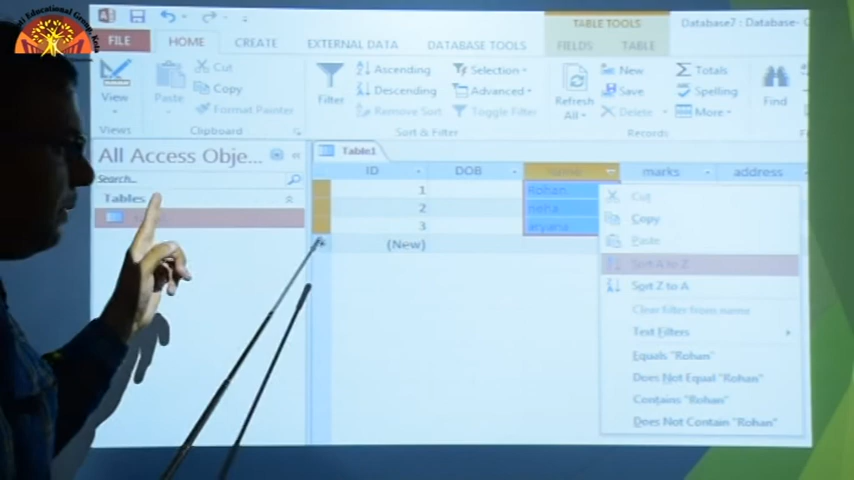 Educational Group, Kota
Database7 : Database-
TABLE TOOLS
FILE
HOME
CREATE
EXTERNAL DATA
DATABASE TOOLS
FIELDS
TABLE
View
Views
Paste
Cut
Copy
Format Painter
Clipboard
Filter
Ascending
Descending
Remove Sort
Selection
Advanced
Toggle Filter
Sort & Filter
Refresh
All
New
Save
Delete
Totals
Spelling
More
Records
Find
All Access Obje...
Search...
Tables
Table1
ID DOB name marks address
1 Rohan
2 neha
3 aryana
(New)
Cut
Copy
Paste
Sort A to Z
Sort Z to A
Clear filter from name
Text Filters
Equals "Rohan"
Does Not Equal "Rohan"
Contains "Rohan"
Does Not Contain "Rohan"